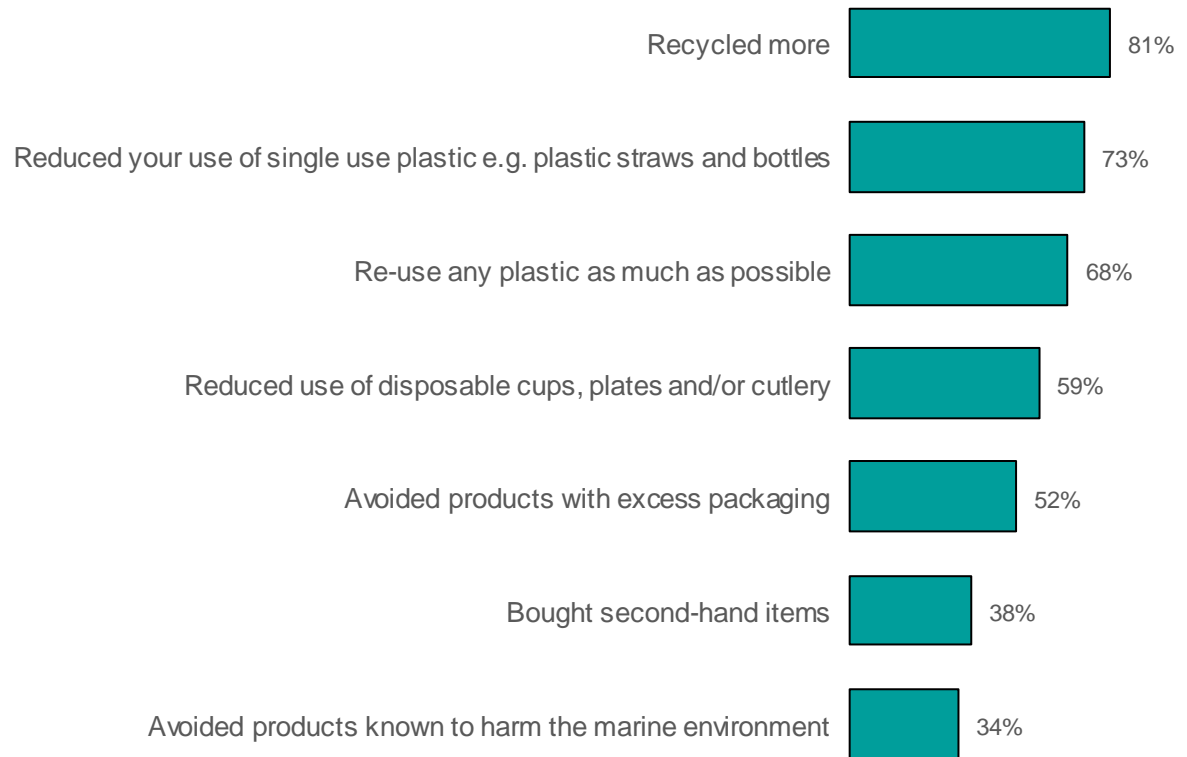 Recycled more 81%
Reduced your use of single use plastic e.g. plastic straws and bottles 73%
Re-use any plastic as much as possible 68%
Reduced use of disposable cups, plates and/or cutlery 59%
Avoided products with excess packaging 52%
Bought second-hand items 38%
Avoided products known to harm the marine environment 34%